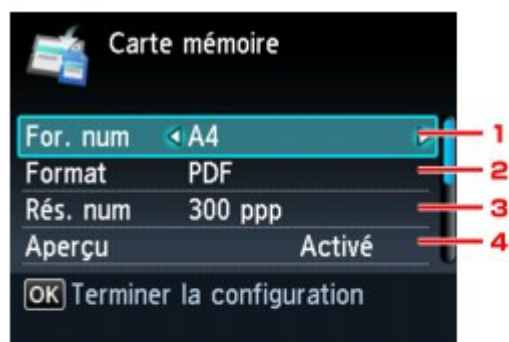 Carte mémoire
For. num A4 1
Format PDF 2
Rés. num 300 ppp 3
Aperçu Activé 4
OK Terminer la configuration